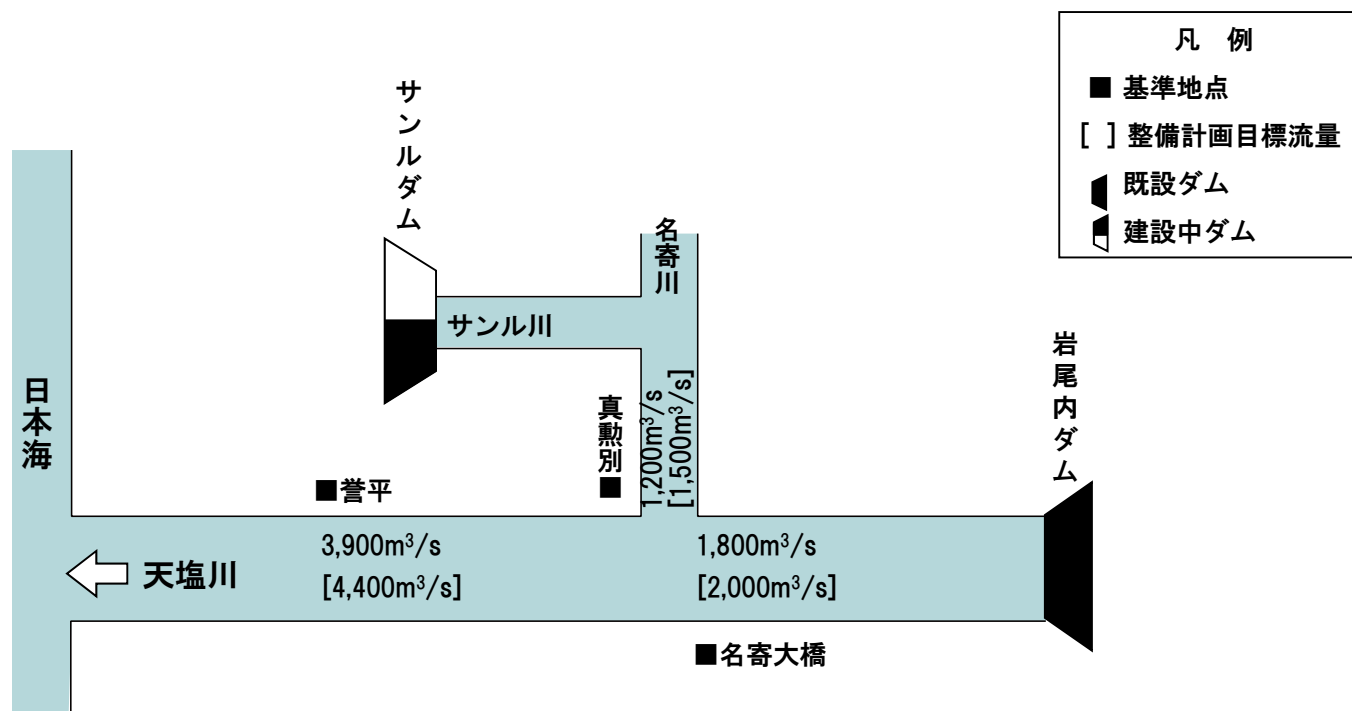 凡 例
■ 基準地点
[ ] 整備計画目標流量
既設ダム
建設中ダム
サンルダム
名寄川
サンル川
岩尾内ダム
日本海
真勲別■
1,200m³/s
[1,500m³/s]
■誉平
3,900m³/s
[4,400m³/s]
1,800m³/s
[2,000m³/s]
天塩川
■名寄大橋